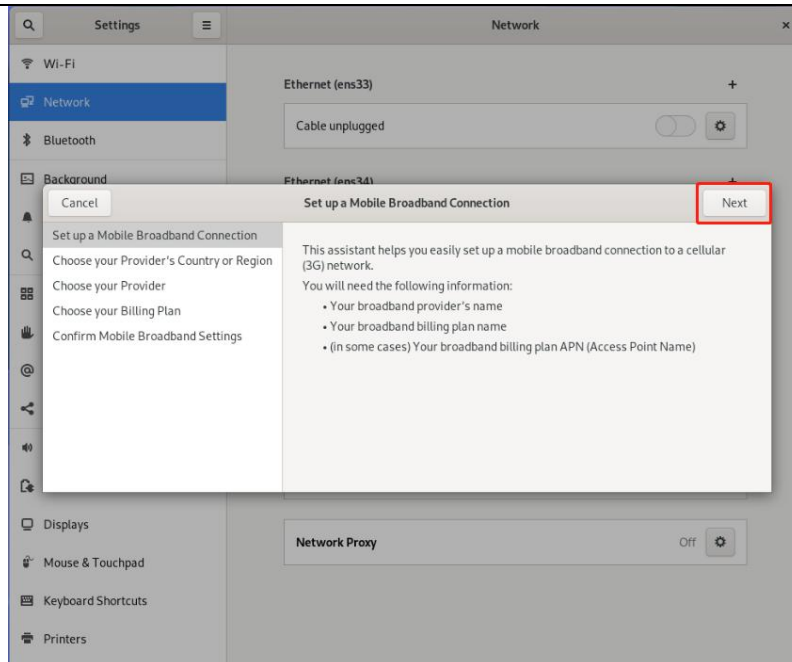 Settings
Network
×
Wi-Fi
Network
Bluetooth
Background
@
Displays
Mouse & Touchpad
Keyboard Shortcuts
Printers
Ethernet (ens33)
+
Cable unplugged
Ethernet (ens34)
Cancel
Set up a Mobile Broadband Connection
Next
Set up a Mobile Broadband Connection
Choose your Provider's Country or Region
Choose your Provider
Choose your Billing Plan
Confirm Mobile Broadband Settings
This assistant helps you easily set up a mobile broadband connection to a cellular
(3G) network.
You will need the following information:
• Your broadband provider's name
• Your broadband billing plan name
• (in some cases) Your broadband billing plan APN (Access Point Name)
Network Proxy
Off